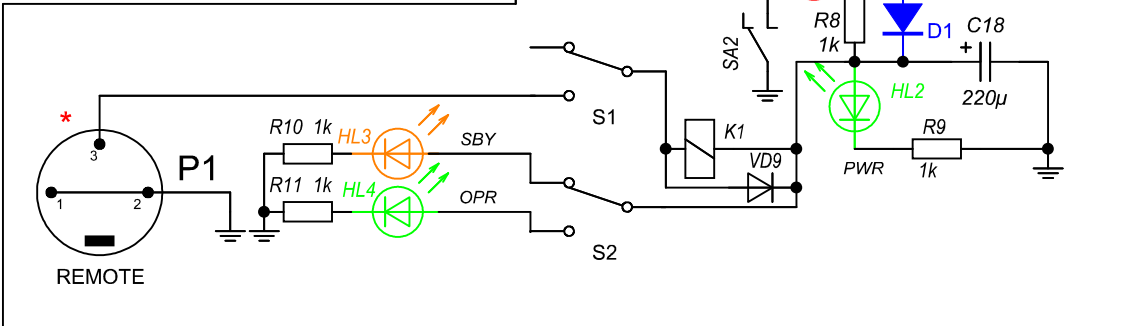 R8
1k
D1
C18
+
220µ
SA2
HL2
S1
*
R10 1k
HL3
SBY
K1
R9
1k
3
P1
VD9
PWR
R11 1k
HL4
OPR
1
2
S2
REMOTE